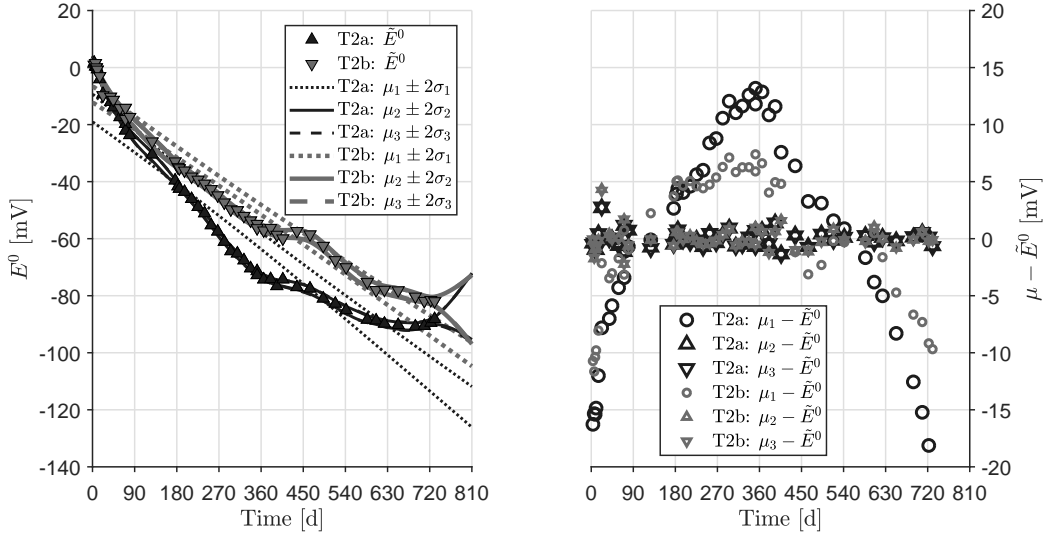 T2a: Ẽ⁰
T2b: Ẽ⁰
T2a: μ₁ ± 2σ₁
T2a: μ₂ ± 2σ₂
T2a: μ₃ ± 2σ₃
T2b: μ₁ ± 2σ₁
T2b: μ₂ ± 2σ₂
T2b: μ₃ ± 2σ₃
20
0
-20
-40
-60
-80
-100
-120
-140
E⁰ [mV]
0 90 180 270 360 450 540 630 720 810
Time [d]
20
15
10
5
0
-5
-10
-15
-20
μ − Ẽ⁰ [mV]
T2a: μ₁ − Ẽ⁰
T2a: μ₂ − Ẽ⁰
T2a: μ₃ − Ẽ⁰
T2b: μ₁ − Ẽ⁰
T2b: μ₂ − Ẽ⁰
T2b: μ₃ − Ẽ⁰
0 90 180 270 360 450 540 630 720 810
Time [d]